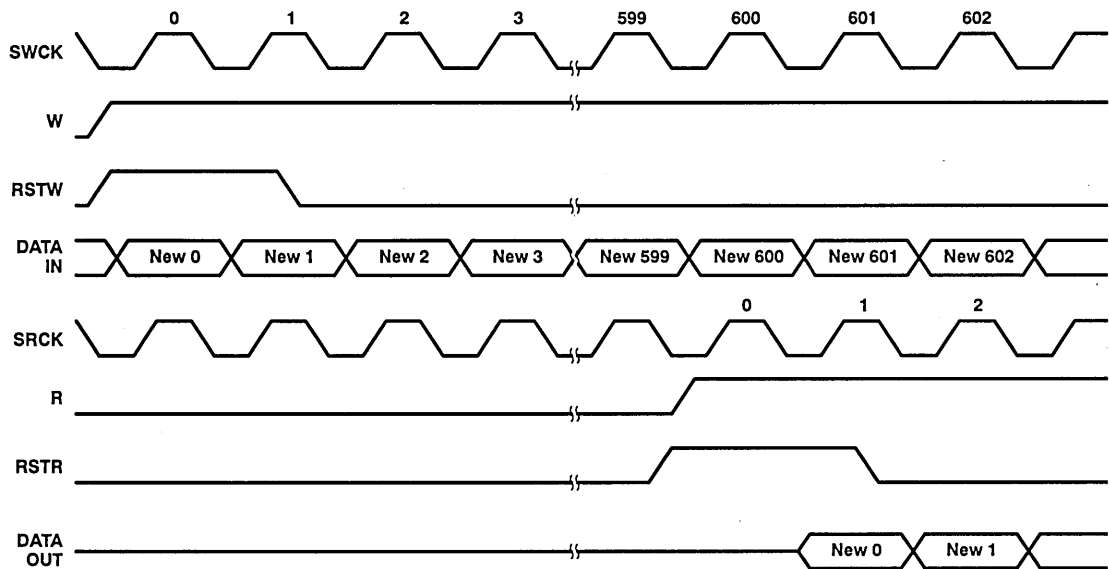 0 1 2 3 599 600 601 602
SWCK
W
RSTW
DATA IN
New 0 New 1 New 2 New 3 New 599 New 600 New 601 New 602
0 1 2
SRCK
R
RSTR
DATA OUT
New 0 New 1